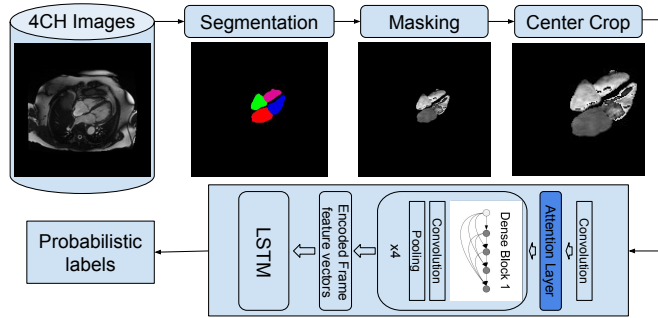 4CH Images
Segmentation
Masking
Center Crop
Convolution
Attention Layer
Dense Block 1
Convolution
Pooling
x4
Encoded Frame
feature vectors
LSTM
Probabilistic
labels